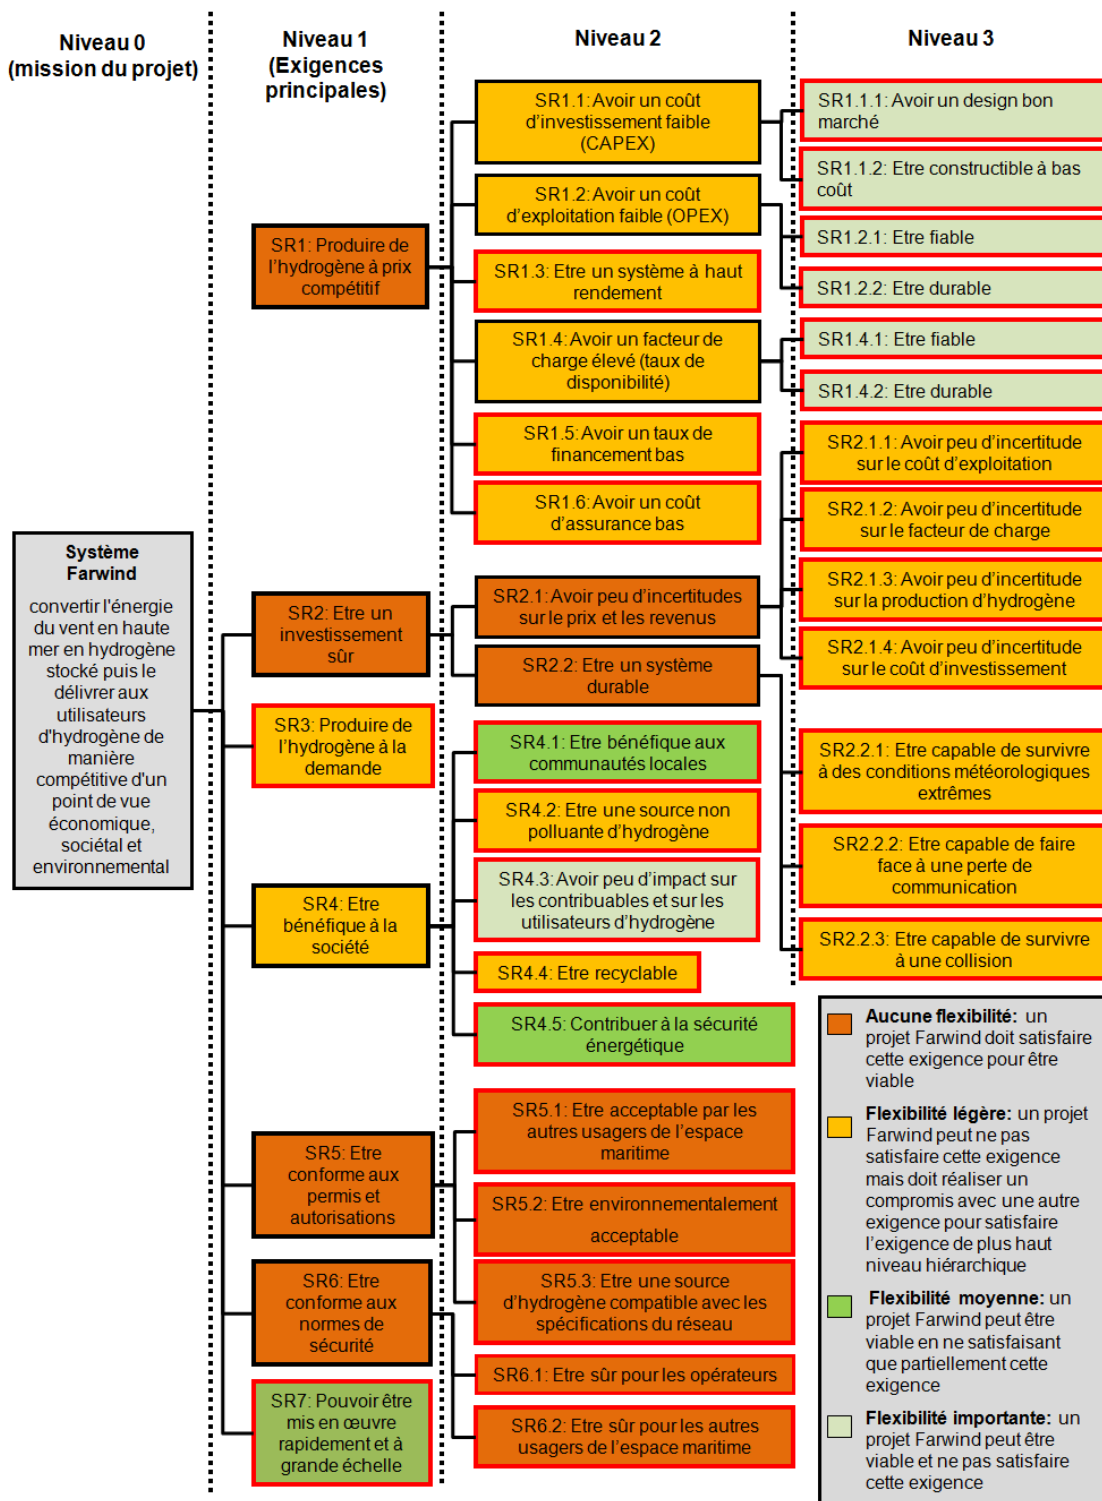 Niveau 0
(mission du projet)
Niveau 1
(Exigences
principales)
Niveau 2
Niveau 3
Système
Farwind
convertir l'énergie
du vent en haute
mer en hydrogène
stocké puis le
délivrer aux
utilisateurs
d'hydrogène de
manière
compétitive d'un
point de vue
économique,
sociétal et
environnemental
SR1: Produire de
l'hydrogène à prix
compétitif
SR2: Etre un
investissement
sûr
SR3: Produire de
l'hydrogène à la
demande
SR4: Etre
bénéfique à la
société
SR5: Etre
conforme aux
permis et
autorisations
SR6: Etre
conforme aux
normes de
sécurité
SR7: Pouvoir être
mis en œuvre
rapidement et à
grande échelle
SR1.1: Avoir un coût
d'investissement faible
(CAPEX)
SR1.2: Avoir un coût
d'exploitation faible (OPEX)
SR1.3: Etre un système à haut
rendement
SR1.4: Avoir un facteur de
charge élevé (taux de
disponibilité)
SR1.5: Avoir un taux de
financement bas
SR1.6: Avoir un coût
d'assurance bas
SR2.1: Avoir peu d'incertitudes
sur le prix et les revenus
SR2.2: Etre un système
durable
SR4.1: Etre bénéfique aux
communautés locales
SR4.2: Etre une source non
polluante d'hydrogène
SR4.3: Avoir peu d'impact sur
les contribuables et sur les
utilisateurs d'hydrogène
SR4.4: Etre recyclable
SR4.5: Contribuer à la sécurité
énergétique
SR5.1: Etre acceptable par les
autres usagers de l'espace
maritime
SR5.2: Etre environnementalement
acceptable
SR5.3: Etre une source
d'hydrogène compatible avec les
spécifications du réseau
SR6.1: Etre sûr pour les opérateurs
SR6.2: Etre sûr pour les autres
usagers de l'espace maritime
SR1.1.1: Avoir un design bon
marché
SR1.1.2: Etre constructible à bas
coût
SR1.2.1: Etre fiable
SR1.2.2: Etre durable
SR1.4.1: Etre fiable
SR1.4.2: Etre durable
SR2.1.1: Avoir peu d'incertitude
sur le coût d'exploitation
SR2.1.2: Avoir peu d'incertitude
sur le facteur de charge
SR2.1.3: Avoir peu d'incertitude
sur la production d'hydrogène
SR2.1.4: Avoir peu d'incertitude
sur le coût d'investissement
SR2.2.1: Etre capable de survivre
à des conditions météorologiques
extrêmes
SR2.2.2: Etre capable de faire
face à une perte de
communication
SR2.2.3: Etre capable de survivre
à une collision
Aucune flexibilité: un
projet Farwind doit satisfaire
cette exigence pour être
viable
Flexibilité légère: un projet
Farwind peut ne pas
satisfaire cette exigence
mais doit réaliser un
compromis avec une autre
exigence pour satisfaire
l'exigence de plus haut
niveau hiérarchique
Flexibilité moyenne: un
projet Farwind peut être
viable en ne satisfaisant
que partiellement cette
exigence
Flexibilité importante: un
projet Farwind peut être
viable et ne pas satisfaire
cette exigence